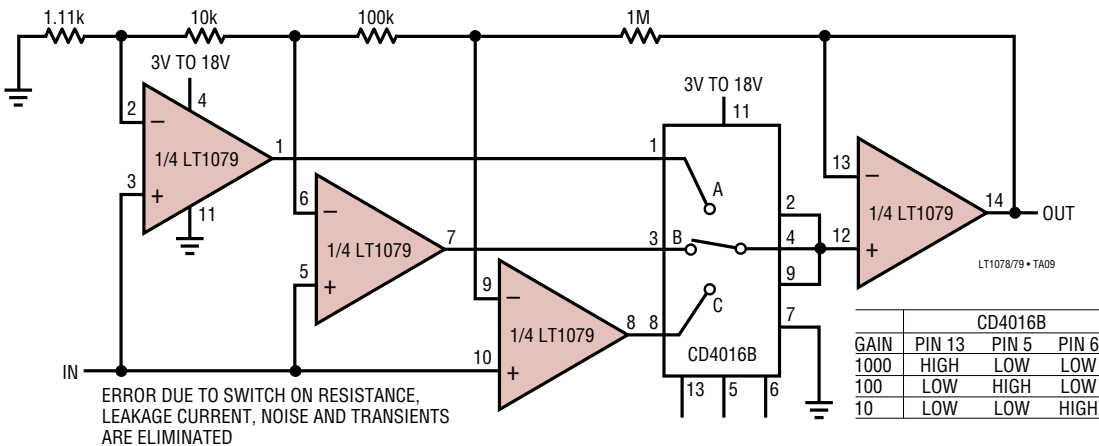 1.11k 10k 100k 1M
3V TO 18V
4
2
–
1/4 LT1079
3
+
1
11
6
–
1/4 LT1079
5
+
7
9
–
1/4 LT1079
10
+
8
IN
3V TO 18V
11
1
A
3
B
8
C
2
4
9
7
CD4016B
13 5 6
13
–
1/4 LT1079
12
+
14
OUT
LT1078/79 • TA09
ERROR DUE TO SWITCH ON RESISTANCE,
LEAKAGE CURRENT, NOISE AND TRANSIENTS
ARE ELIMINATED
CD4016B
GAIN PIN 13 PIN 5 PIN 6
1000 HIGH LOW LOW
100 LOW HIGH LOW
10 LOW LOW HIGH